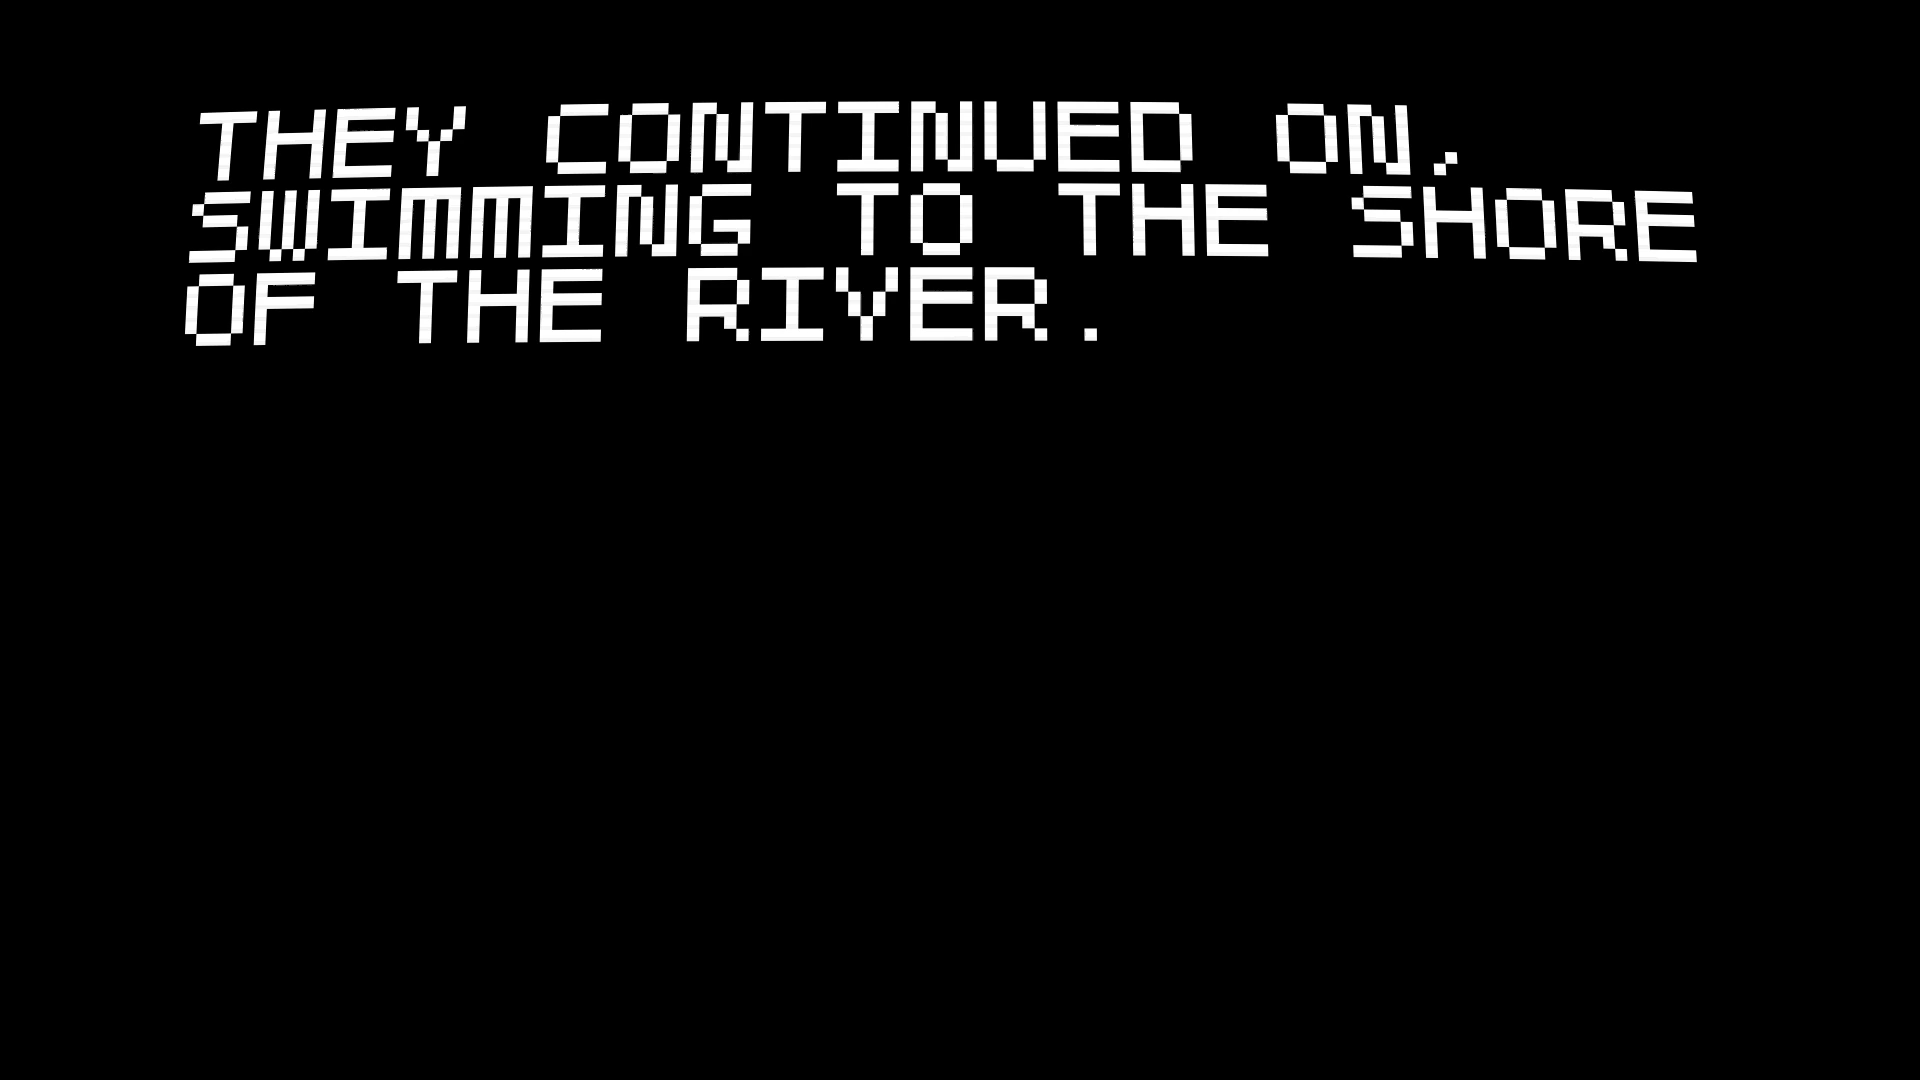 THEY CONTINUED ON,
SWIMMING TO THE SHORE
OF THE RIVER.